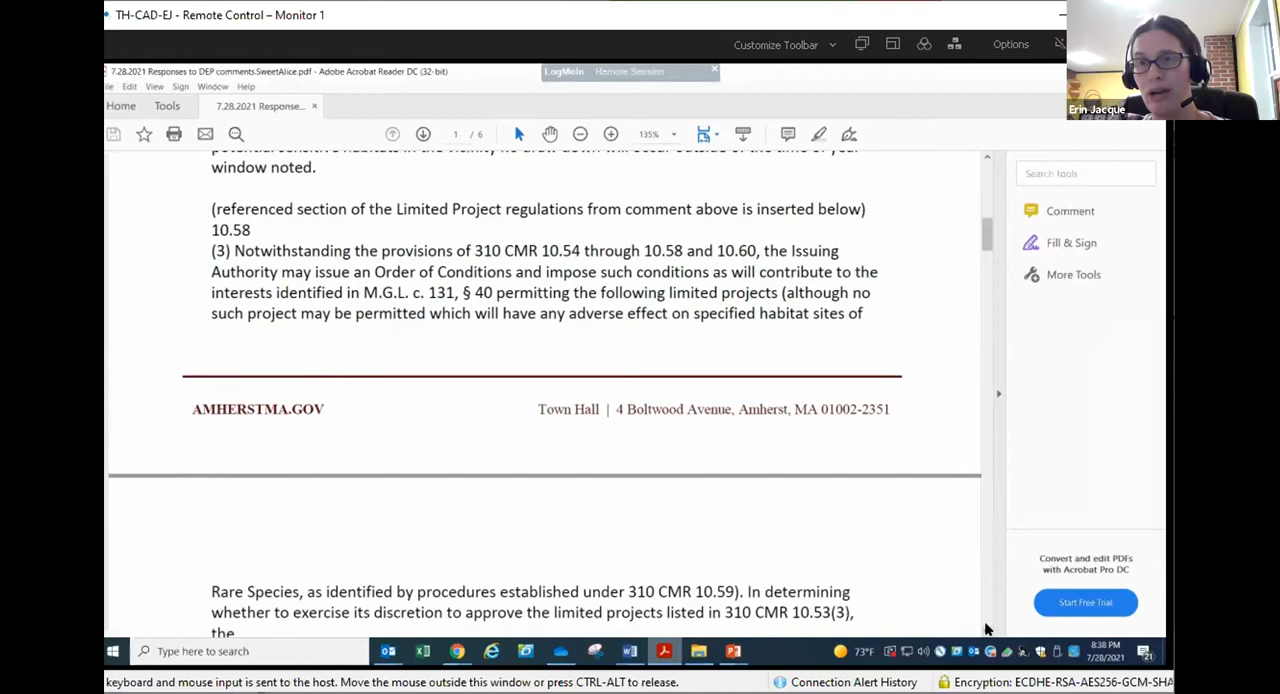 TH-CAD-EJ - Remote Control – Monitor 1
Customize Toolbar
Options
Erin Jacque
7.28.2021 Responses to DEP comments.SweetAlice.pdf - Adobe Acrobat Reader DC (32-bit)
LogMeIn Remote Session
Edit View Sign Window Help
Home Tools 7.28.2021 Response... ×
1 / 6
135%
window noted.
(referenced section of the Limited Project regulations from comment above is inserted below)
10.58
(3) Notwithstanding the provisions of 310 CMR 10.54 through 10.58 and 10.60, the Issuing
Authority may issue an Order of Conditions and impose such conditions as will contribute to the
interests identified in M.G.L. c. 131, § 40 permitting the following limited projects (although no
such project may be permitted which will have any adverse effect on specified habitat sites of
AMHERSTMA.GOV
Town Hall | 4 Boltwood Avenue, Amherst, MA 01002-2351
Rare Species, as identified by procedures established under 310 CMR 10.59). In determining
whether to exercise its discretion to approve the limited projects listed in 310 CMR 10.53(3),
the
Search tools
Comment
Fill & Sign
More Tools
Convert and edit PDFs
with Acrobat Pro DC
Start Free Trial
Type here to search
73°F
8:38 PM
7/28/2021
21
keyboard and mouse input is sent to the host. Move the mouse outside this window or press CTRL-ALT to release.
Connection Alert History
Encryption: ECDHE-RSA-AES256-GCM-SHA